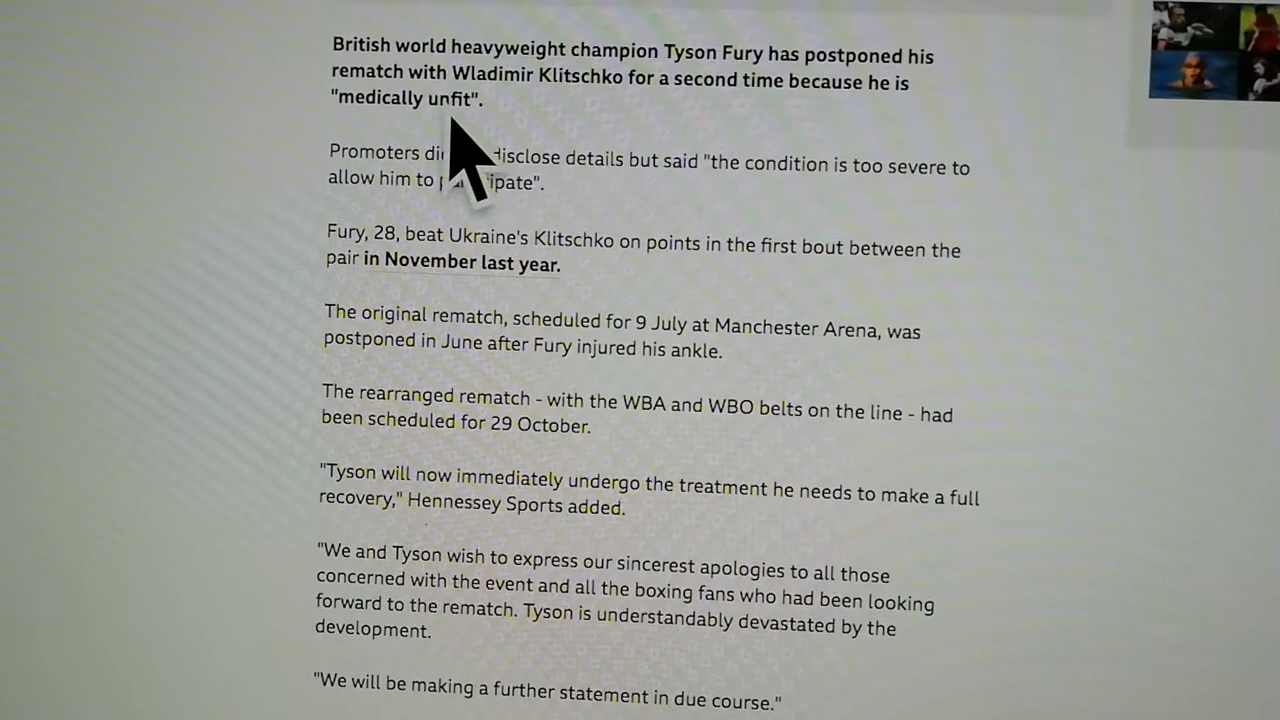 British world heavyweight champion Tyson Fury has postponed his
rematch with Wladimir Klitschko for a second time because he is
"medically unfit".
Promoters disclose details but said "the condition is too severe to
allow him to
Fury, 28, beat Ukraine's Klitschko on points in the first bout between the
pair in November last year.
The original rematch, scheduled for 9 July at Manchester Arena, was
postponed in June after Fury injured his ankle.
The rearranged rematch - with the WBA and WBO belts on the line - had
been scheduled for 29 October.
"Tyson will now immediately undergo the treatment he needs to make a full
recovery," Hennessey Sports added.
"We and Tyson wish to express our sincerest apologies to all those
concerned with the event and all the boxing fans who had been looking
forward to the rematch. Tyson is understandably devastated by the
development.
"We will be making a further statement in due course."